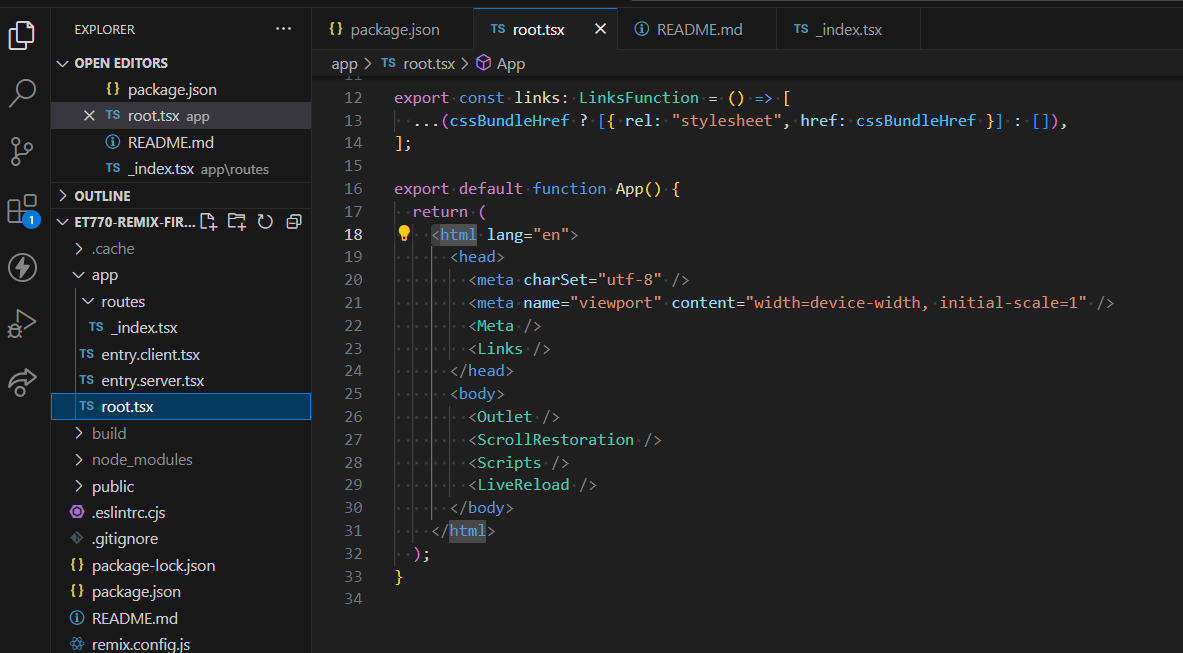 EXPLORER
OPEN EDITORS
{} package.json
TS root.tsx app
README.md
TS _index.tsx app\routes
OUTLINE
ET770-REMIX-FIR...
.cache
app
routes
TS _index.tsx
TS entry.client.tsx
TS entry.server.tsx
TS root.tsx
build
node_modules
public
.eslintrc.cjs
.gitignore
{} package-lock.json
{} package.json
README.md
remix.config.js
1
{} package.json
TS root.tsx
README.md
TS _index.tsx
app > TS root.tsx > App
11
12 export const links: LinksFunction = () => [
13 ...(cssBundleHref ? [{ rel: "stylesheet", href: cssBundleHref }] : []),
14 ];
15
16 export default function App() {
17 return (
18 <html lang="en">
19 <head>
20 <meta charSet="utf-8" />
21 <meta name="viewport" content="width=device-width, initial-scale=1" />
22 <Meta />
23 <Links />
24 </head>
25 <body>
26 <Outlet />
27 <ScrollRestoration />
28 <Scripts />
29 <LiveReload />
30 </body>
31 </html>
32 );
33 }
34